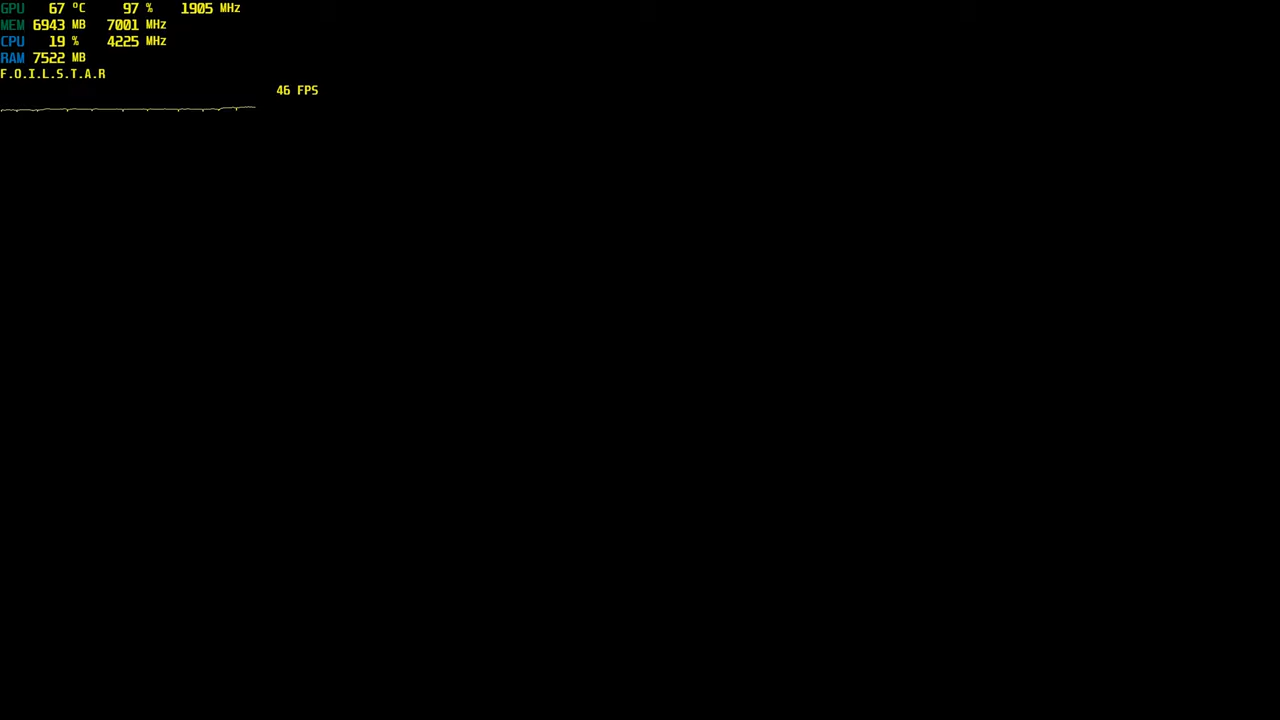 GPU 67 °C 97 % 1905 MHz
MEM 6943 MB 7001 MHz
CPU 19 % 4225 MHz
RAM 7522 MB
F.O.I.L.S.T.A.R
46 FPS